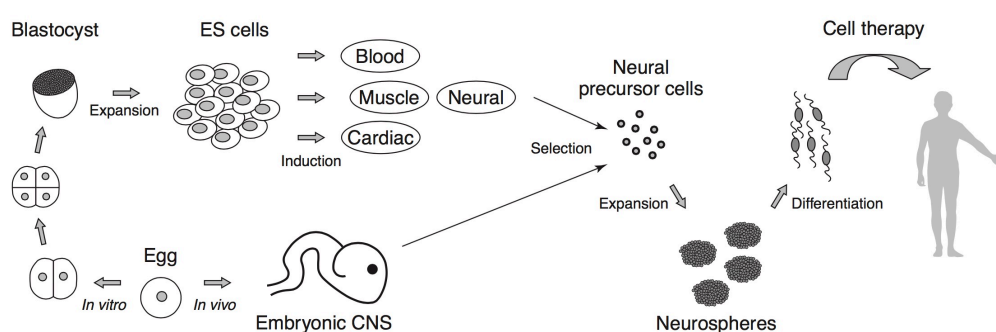 Blastocyst
ES cells
Cell therapy
Blood
Neural
precursor cells
Expansion
Muscle
Neural
Cardiac
Induction
Selection
Expansion
Differentiation
Egg
In vitro
In vivo
Embryonic CNS
Neurospheres